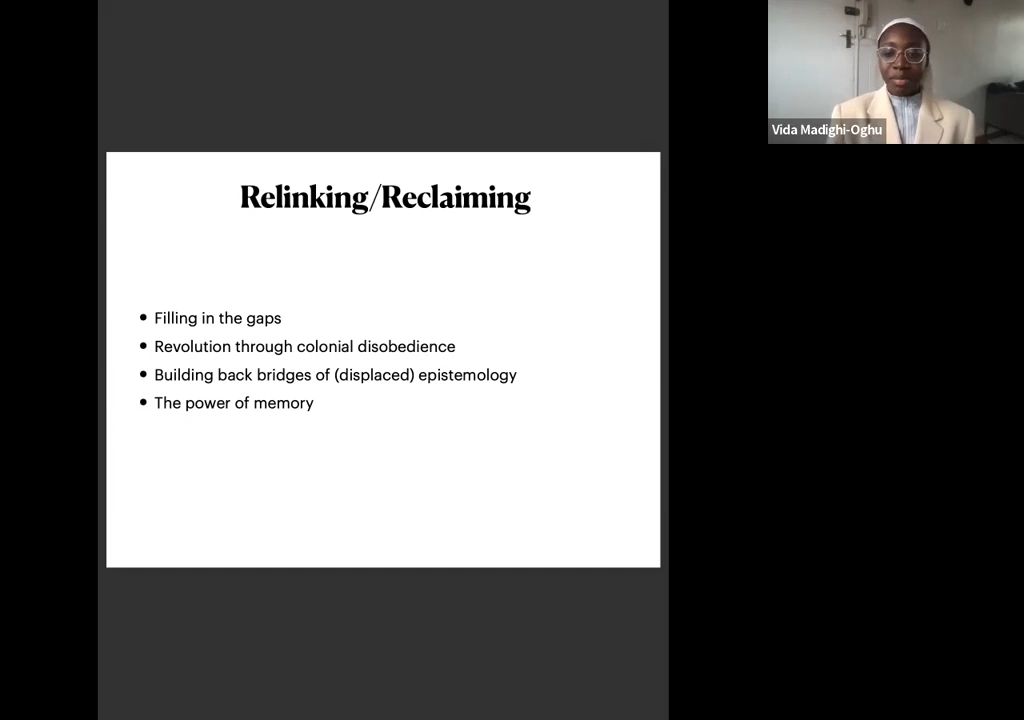 Relinking/Reclaiming
• Filling in the gaps
• Revolution through colonial disobedience
• Building back bridges of (displaced) epistemology
• The power of memory
Vida Madighi-Oghu